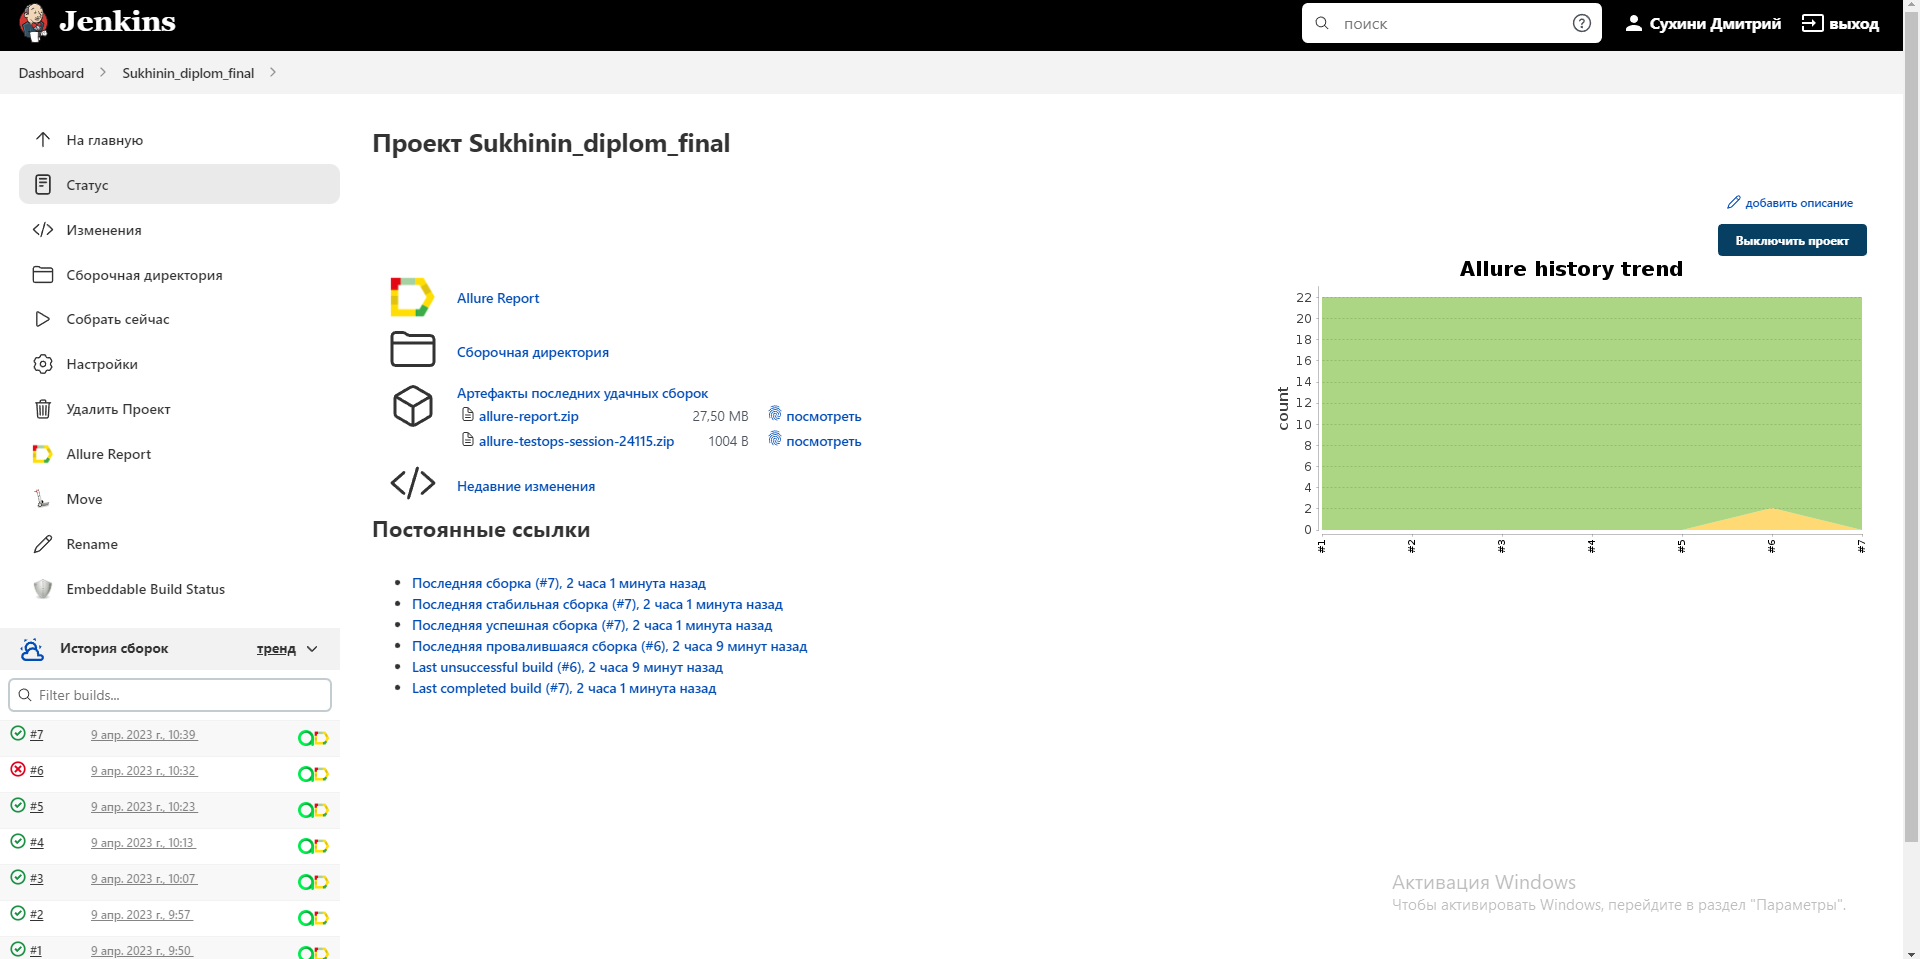 Jenkins
поиск
Сухини Дмитрий
выход
Dashboard
Sukhinin_diplom_final
На главную
Статус
Изменения
Сборочная директория
Собрать сейчас
Настройки
Удалить Проект
Allure Report
Move
Rename
Embeddable Build Status
История сборок
тренд
Filter builds...
#7 9 апр. 2023 г., 10:39
#6 9 апр. 2023 г., 10:32
#5 9 апр. 2023 г., 10:23
#4 9 апр. 2023 г., 10:13
#3 9 апр. 2023 г., 10:07
#2 9 апр. 2023 г., 9:57
#1 9 апр. 2023 г., 9:50
Проект Sukhinin_diplom_final
добавить описание
Выключить проект
Allure Report
Сборочная директория
Артефакты последних удачных сборок
allure-report.zip 27,50 MB посмотреть
allure-testops-session-24115.zip 1004 B посмотреть
Недавние изменения
Постоянные ссылки
Последняя сборка (#7), 2 часа 1 минута назад
Последняя стабильная сборка (#7), 2 часа 1 минута назад
Последняя успешная сборка (#7), 2 часа 1 минута назад
Последняя провалившаяся сборка (#6), 2 часа 9 минут назад
Last unsuccessful build (#6), 2 часа 9 минут назад
Last completed build (#7), 2 часа 1 минута назад
Allure history trend
count
22
20
18
16
14
12
10
8
6
4
2
0
#1 #2 #3 #4 #5 #6 #7
Активация Windows
Чтобы активировать Windows, перейдите в раздел "Параметры".